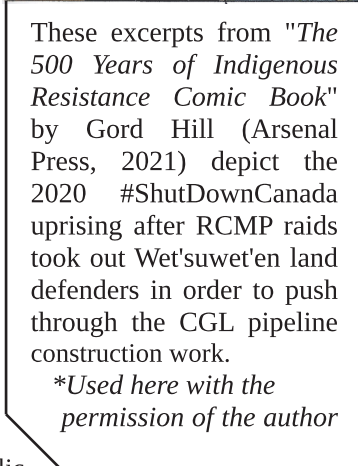 These excerpts from "The
500 Years of Indigenous
Resistance Comic Book"
by Gord Hill (Arsenal
Press, 2021) depict the
2020 #ShutDownCanada
uprising after RCMP raids
took out Wet'suwet'en land
defenders in order to push
through the CGL pipeline
construction work.
*Used here with the
permission of the author